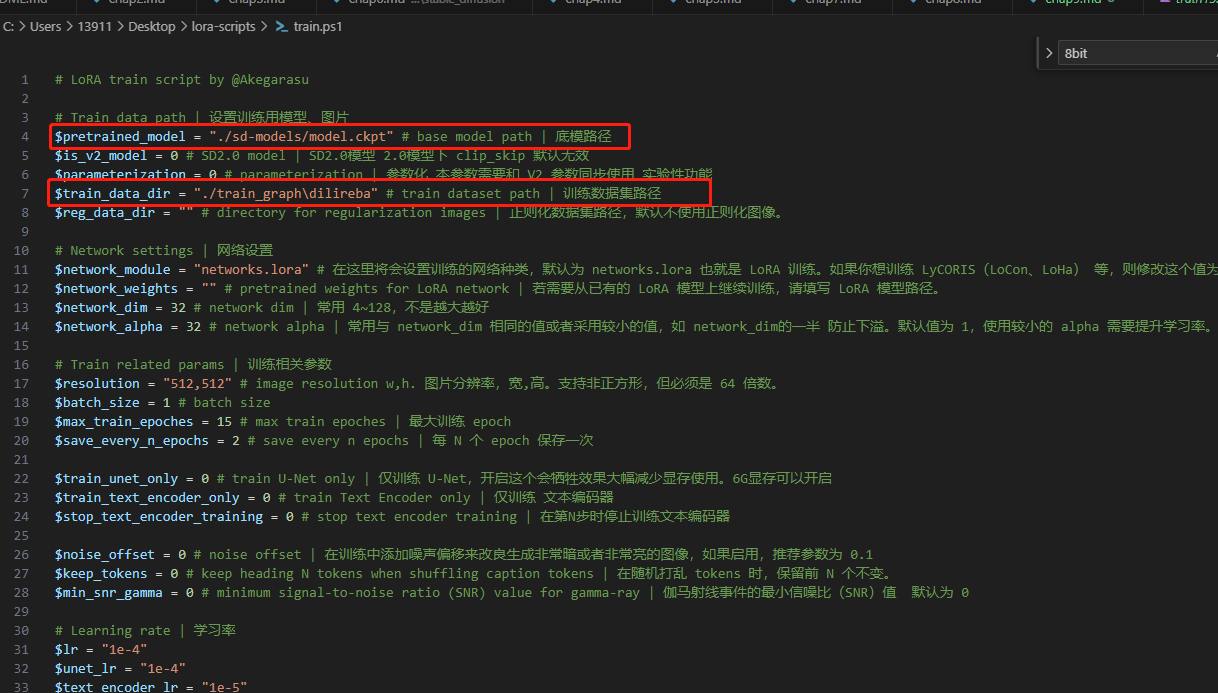 C: > Users > 13911 > Desktop > lora-scripts > train.ps1
8bit
1 # LoRA train script by @Akegarasu
2
3 # Train data path | 设置训练用模型、图片
4 $pretrained_model = "./sd-models/model.ckpt" # base model path | 底模路径
5 $is_v2_model = 0 # SD2.0 model | SD2.0模型 2.0模型下 clip_skip 默认无效
6 $parameterization = 0 # parameterization | 参数化 本参数需要和 V2 参数同步使用 实验性功能
7 $train_data_dir = "./train_graph\dilireba" # train dataset path | 训练数据集路径
8 $reg_data_dir = "" # directory for regularization images | 正则化数据集路径，默认不使用正则化图像。
9
10 # Network settings | 网络设置
11 $network_module = "networks.lora" # 在这里将会设置训练的网络种类，默认为 networks.lora 也就是 LoRA 训练。如果你想训练 LyCORIS（LoCon、LoHa） 等，则修改这个值为
12 $network_weights = "" # pretrained weights for LoRA network | 若需要从已有的 LoRA 模型上继续训练，请填写 LoRA 模型路径。
13 $network_dim = 32 # network dim | 常用 4~128，不是越大越好
14 $network_alpha = 32 # network alpha | 常用与 network_dim 相同的值或者采用较小的值，如 network_dim的一半 防止下溢。默认值为 1，使用较小的 alpha 需要提升学习率。
15
16 # Train related params | 训练相关参数
17 $resolution = "512,512" # image resolution w,h. 图片分辨率，宽,高。支持非正方形，但必须是 64 倍数。
18 $batch_size = 1 # batch size
19 $max_train_epoches = 15 # max train epoches | 最大训练 epoch
20 $save_every_n_epochs = 2 # save every n epochs | 每 N 个 epoch 保存一次
21
22 $train_unet_only = 0 # train U-Net only | 仅训练 U-Net，开启这个会牺牲效果大幅减少显存使用。6G显存可以开启
23 $train_text_encoder_only = 0 # train Text Encoder only | 仅训练 文本编码器
24 $stop_text_encoder_training = 0 # stop text encoder training | 在第N步时停止训练文本编码器
25
26 $noise_offset = 0 # noise offset | 在训练中添加噪声偏移来改良生成非常暗或者非常亮的图像，如果启用，推荐参数为 0.1
27 $keep_tokens = 0 # keep heading N tokens when shuffling caption tokens | 在随机打乱 tokens 时，保留前 N 个不变。
28 $min_snr_gamma = 0 # minimum signal-to-noise ratio (SNR) value for gamma-ray | 伽马射线事件的最小信噪比（SNR）值  默认为 0
29
30 # Learning rate | 学习率
31 $lr = "1e-4"
32 $unet_lr = "1e-4"
33 $text_encoder_lr = "1e-5"